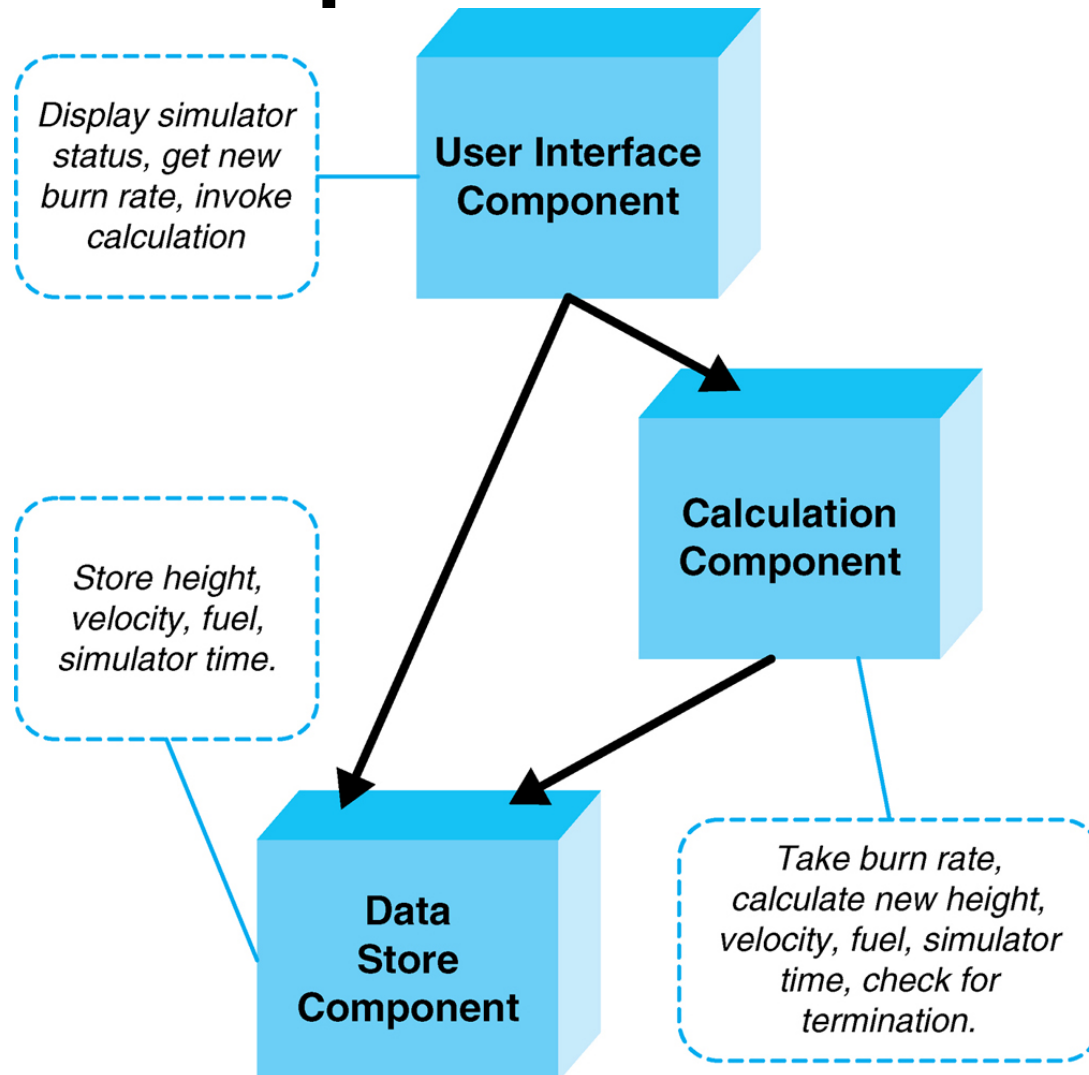 Display simulator
status, get new
burn rate, invoke
calculation
User Interface
Component
Calculation
Component
Store height,
velocity, fuel,
simulator time.
Data
Store
Component
Take burn rate,
calculate new height,
velocity, fuel, simulator
time, check for
termination.